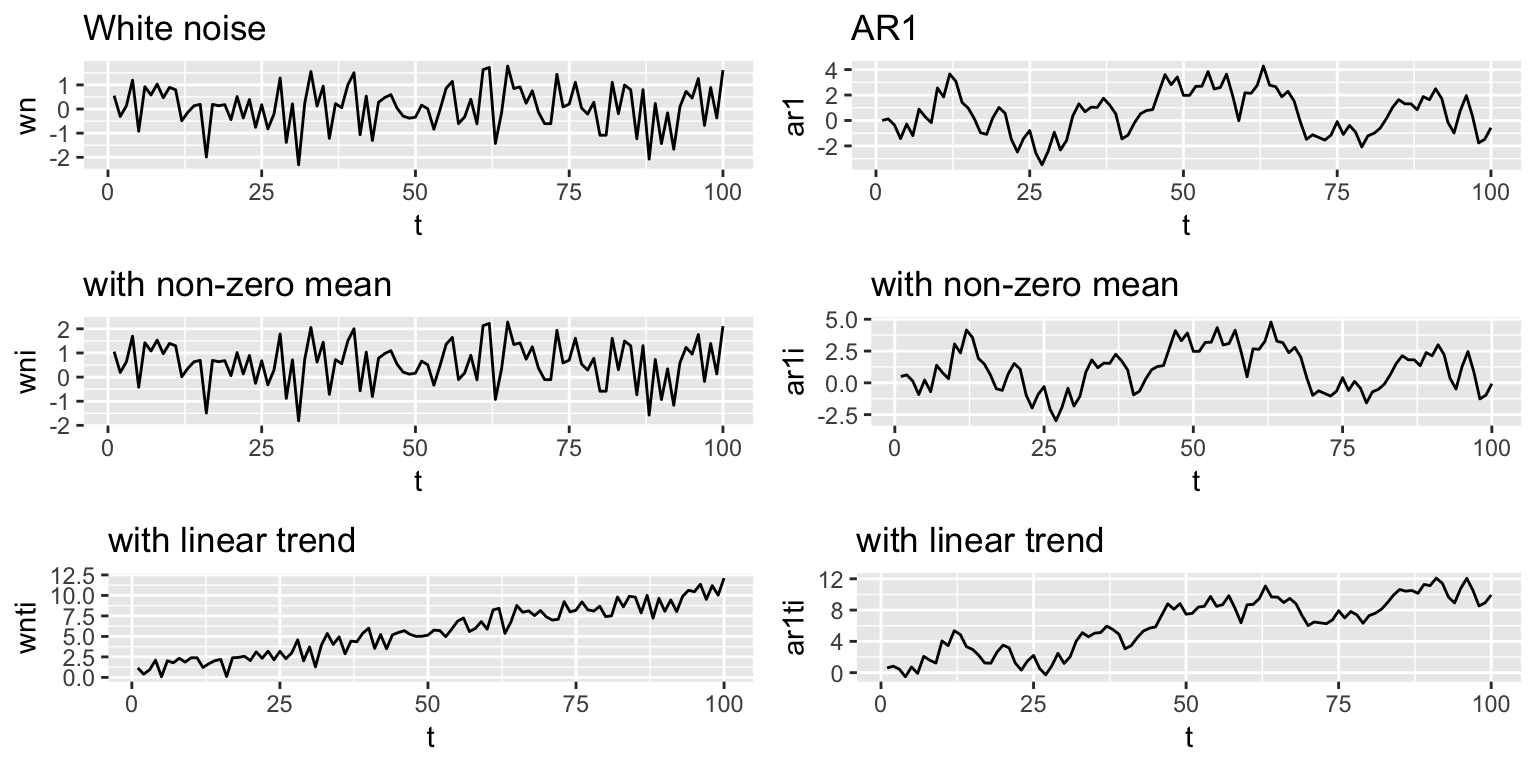 White noise
wn
1
0
-1
-2
0 25 50 75 100
t
AR1
ar1
4
2
0
-2
0 25 50 75 100
t
with non-zero mean
wni
2
1
0
-1
-2
0 25 50 75 100
t
with non-zero mean
ar1i
5.0
2.5
0.0
-2.5
0 25 50 75 100
t
with linear trend
wnti
12.5
10.0
7.5
5.0
2.5
0.0
0 25 50 75 100
t
with linear trend
ar1ti
12
8
4
0
0 25 50 75 100
t